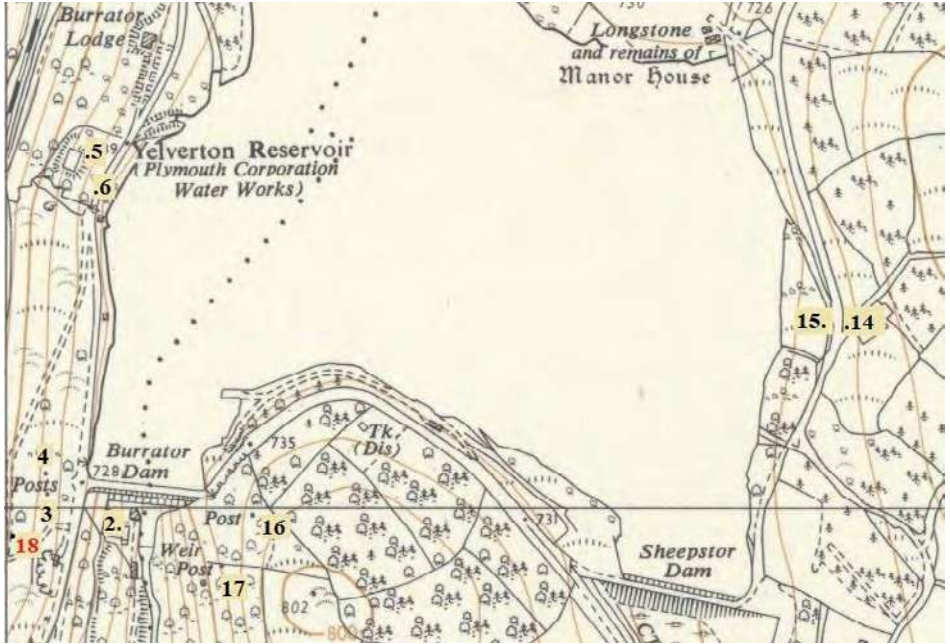 Burrator
Lodge
730
726
Longstone
and remains of
Manor House
.5
.6
Yelverton Reservoir
(Plymouth Corporation
Water Works)
15.
.14
4
Posts
3
18
728
Burrator
Dam
735
Tk.
(Dis)
2.
Post
16
731
Weir
Post
17
802
800
Sheepstor
Dam